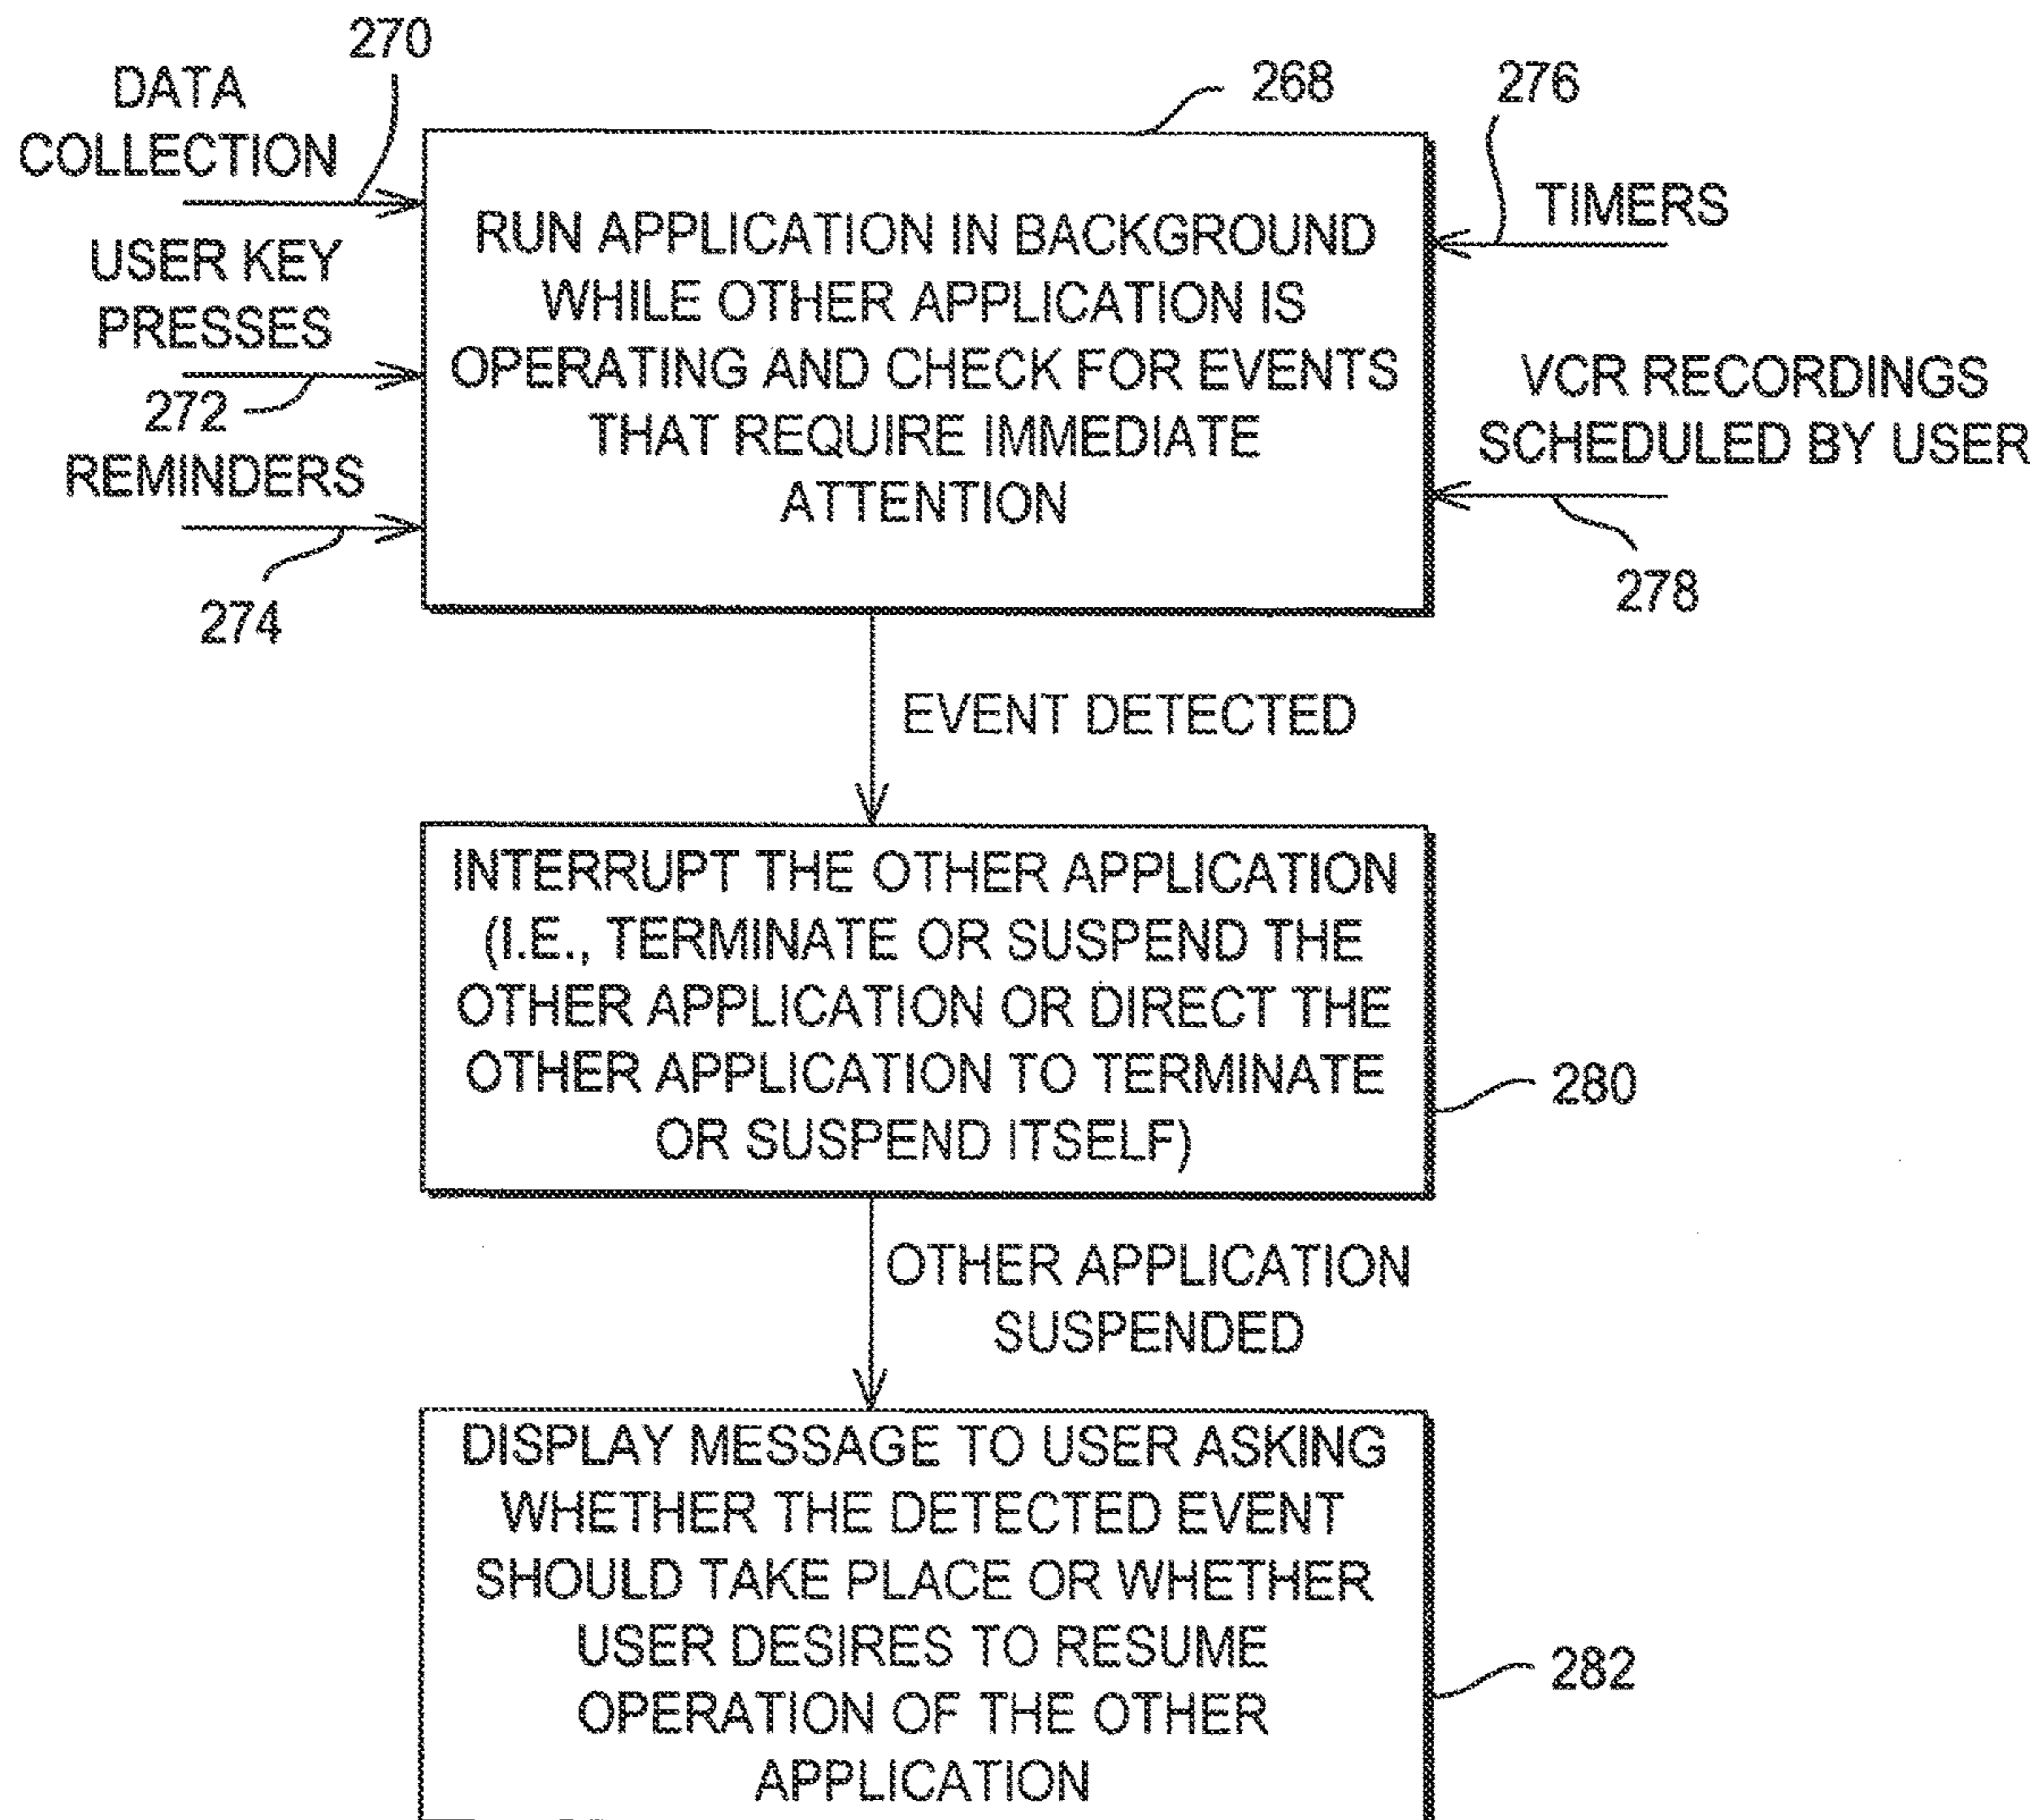 270
DATA
COLLECTION
USER KEY
PRESSES
272
REMINDERS
274
268
276
TIMERS
VCR RECORDINGS
SCHEDULED BY USER
278
RUN APPLICATION IN BACKGROUND
WHILE OTHER APPLICATION IS
OPERATING AND CHECK FOR EVENTS
THAT REQUIRE IMMEDIATE
ATTENTION
EVENT DETECTED
INTERRUPT THE OTHER APPLICATION
(I.E., TERMINATE OR SUSPEND THE
OTHER APPLICATION OR DIRECT THE
OTHER APPLICATION TO TERMINATE
OR SUSPEND ITSELF)
280
OTHER APPLICATION
SUSPENDED
DISPLAY MESSAGE TO USER ASKING
WHETHER THE DETECTED EVENT
SHOULD TAKE PLACE OR WHETHER
USER DESIRES TO RESUME
OPERATION OF THE OTHER
APPLICATION
282